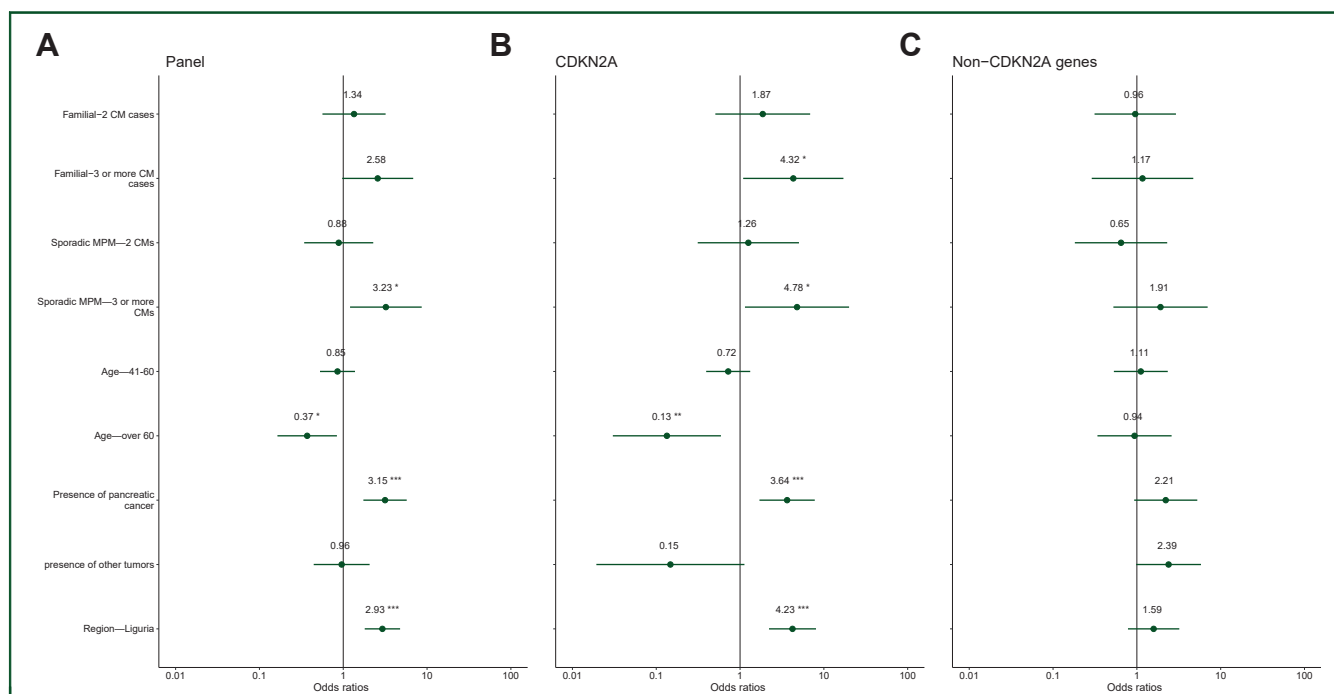 A
B
C
Panel
CDKN2A
Non−CDKN2A genes
Familial−2 CM cases
1.34
1.87
0.96
Familial−3 or more CM
cases
2.58
4.32 *
1.17
Sporadic MPM—2 CMs
0.88
1.26
0.65
Sporadic MPM—3 or more
CMs
3.23 *
4.78 *
1.91
Age—41-60
0.85
0.72
1.11
Age—over 60
0.37 *
0.13 **
0.94
Presence of pancreatic
cancer
3.15 ***
3.64 ***
2.21
presence of other tumors
0.96
0.15
2.39
Region—Liguria
2.93 ***
4.23 ***
1.59
0.01 0.1 1 10 100
0.01 0.1 1 10 100
0.01 0.1 1 10 100
Odds ratios
Odds ratios
Odds ratios